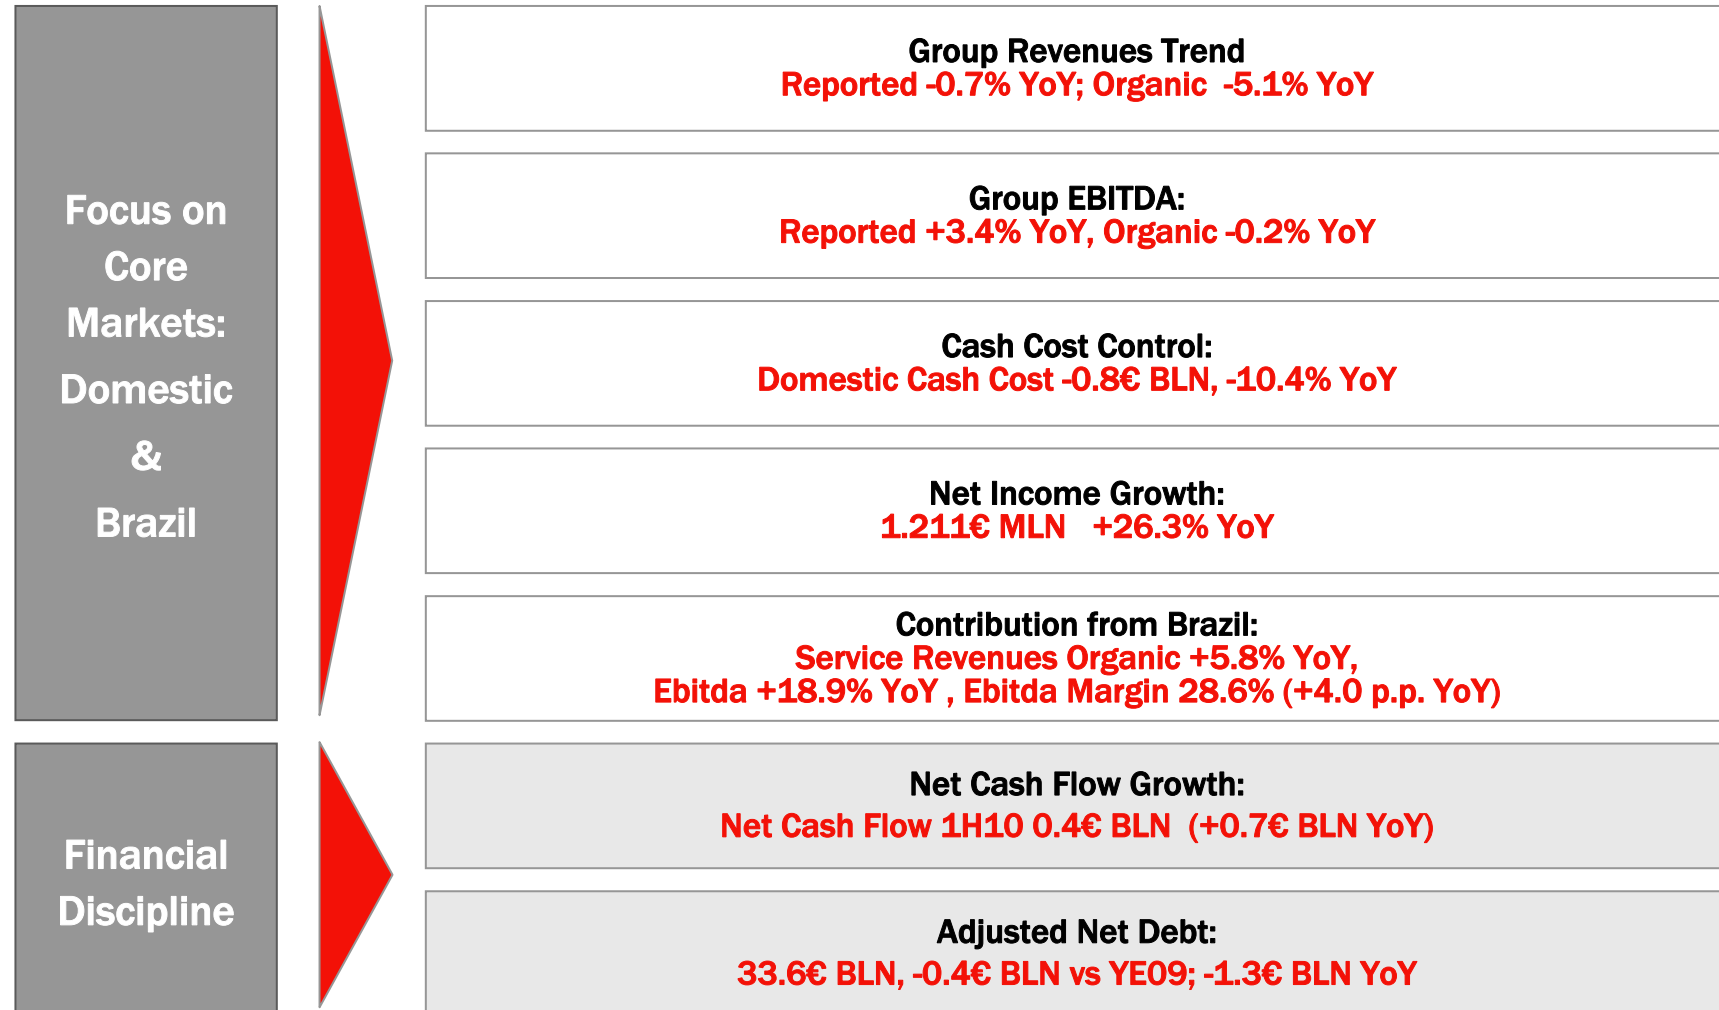 Focus on
Core
Markets:
Domestic
&
Brazil
Group Revenues Trend
Reported -0.7% YoY; Organic  -5.1% YoY
Group EBITDA:
Reported +3.4% YoY, Organic -0.2% YoY
Cash Cost Control:
Domestic Cash Cost -0.8€ BLN, -10.4% YoY
Net Income Growth:
1.211€ MLN   +26.3% YoY
Contribution from Brazil:
Service Revenues Organic +5.8% YoY,
Ebitda +18.9% YoY , Ebitda Margin 28.6% (+4.0 p.p. YoY)
Financial
Discipline
Net Cash Flow Growth:
Net Cash Flow 1H10 0.4€ BLN  (+0.7€ BLN YoY)
Adjusted Net Debt:
33.6€ BLN, -0.4€ BLN vs YE09; -1.3€ BLN YoY